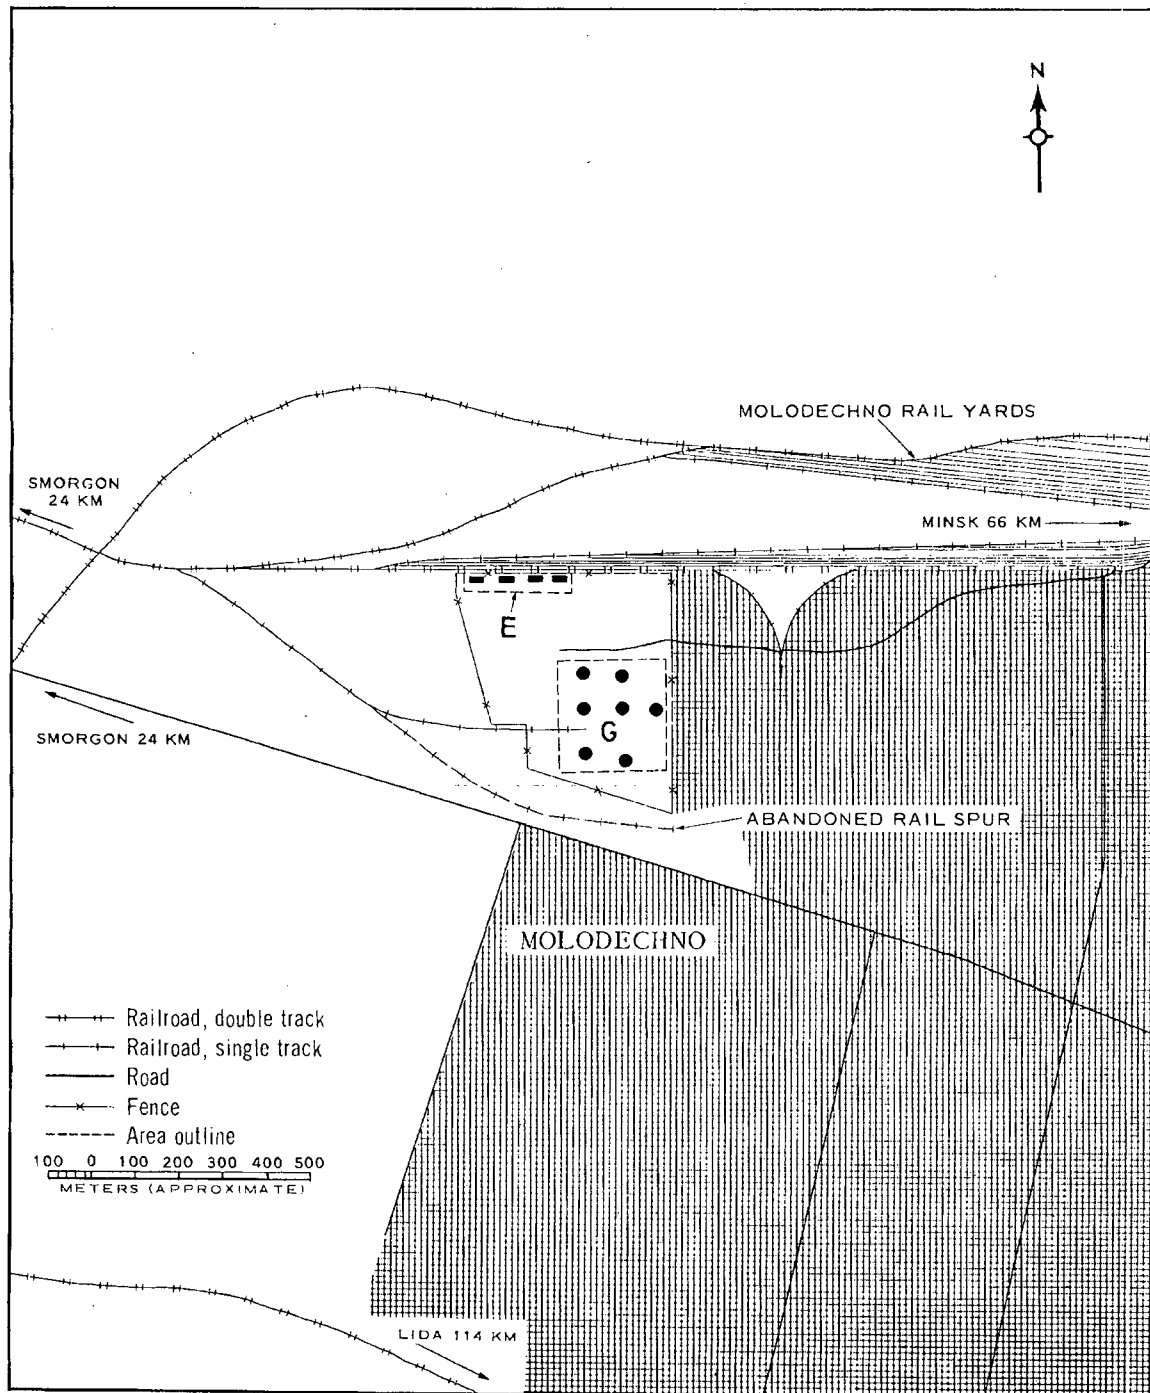 N
MOLODECHNO RAIL YARDS
SMORGON
24 KM
MINSK 66 KM
E
SMORGON 24 KM
G
ABANDONED RAIL SPUR
MOLODECHNO
Railroad, double track
Railroad, single track
Road
Fence
Area outline
100 0 100 200 300 400 500
METERS (APPROXIMATE)
LIDA 114 KM